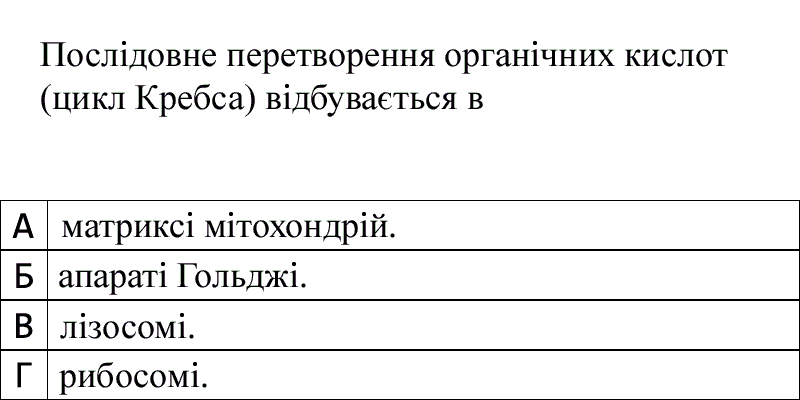 Послідовне перетворення органічних кислот
(цикл Кребса) відбувається в
А матриксі мітохондрій.
Б апараті Гольджі.
В лізосомі.
Г рибосомі.